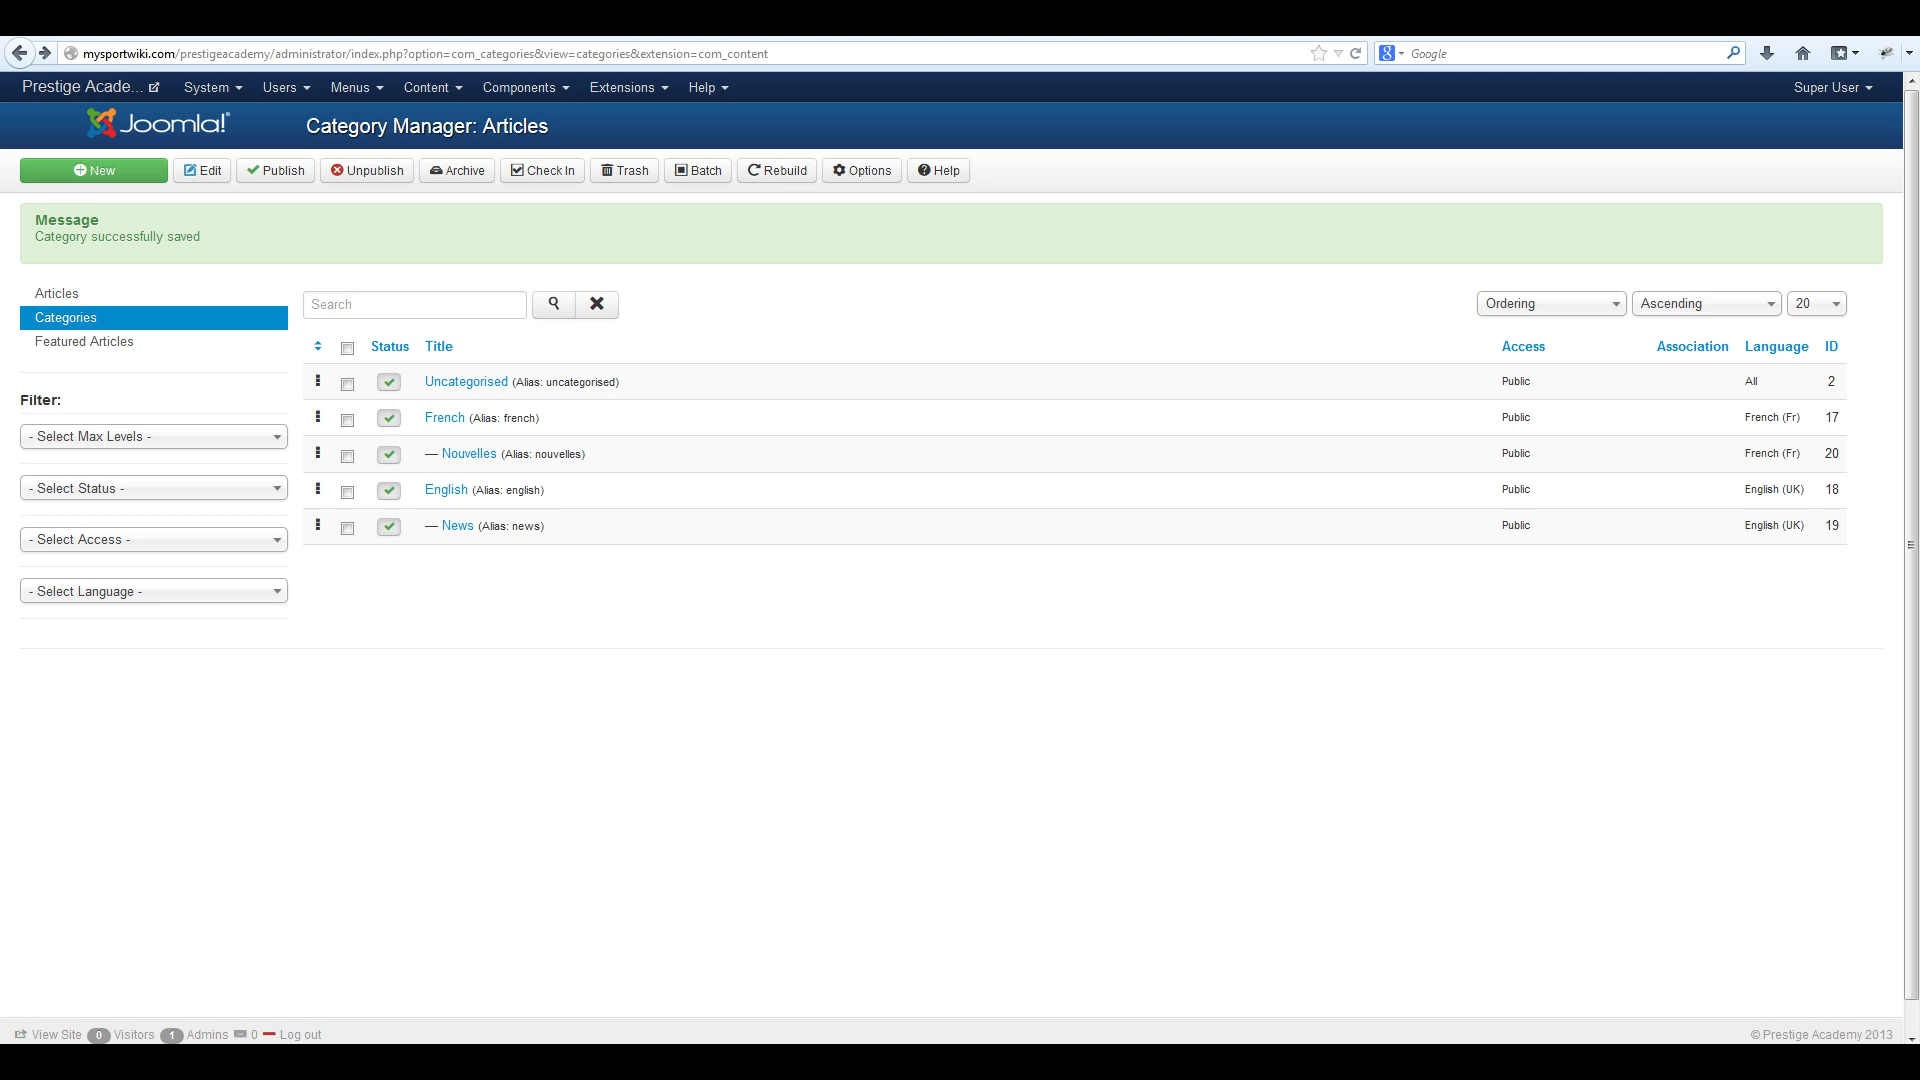 mysportwiki.com/prestigeacademy/administrator/index.php?option=com_categories&view=categories&extension=com_content
Google
Prestige Acade...
System Users Menus Content Components Extensions Help
Super User
Joomla!
Category Manager: Articles
New Edit Publish Unpublish Archive Check In Trash Batch Rebuild Options Help
Message
Category successfully saved
Articles
Categories
Featured Articles
Filter:
- Select Max Levels -
- Select Status -
- Select Access -
- Select Language -
Search
Ordering Ascending 20
Status Title Access Association Language ID
Uncategorised (Alias: uncategorised) Public All 2
French (Alias: french) Public French (Fr) 17
— Nouvelles (Alias: nouvelles) Public French (Fr) 20
English (Alias: english) Public English (UK) 18
— News (Alias: news) Public English (UK) 19
View Site 0 Visitors 1 Admins 0 Log out
© Prestige Academy 2013